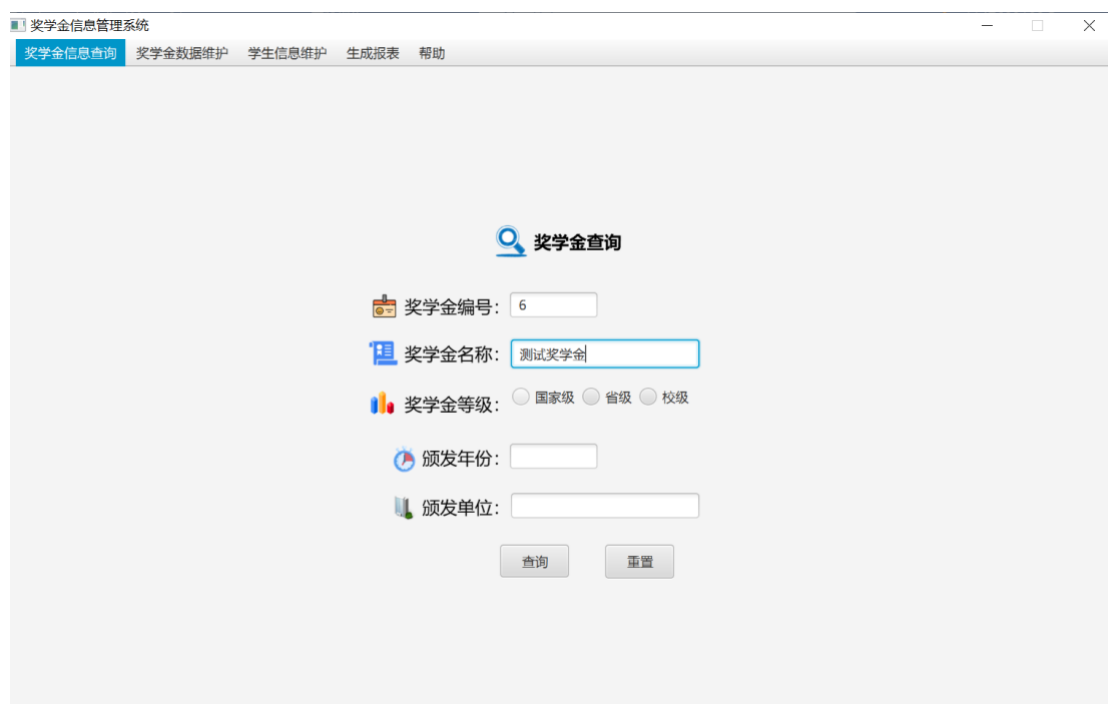 奖学金信息管理系统
奖学金信息查询 奖学金数据维护 学生信息维护 生成报表 帮助
奖学金查询
奖学金编号： 6
奖学金名称： 测试奖学金
奖学金等级： 国家级 省级 校级
颁发年份：
颁发单位：
查询 重置